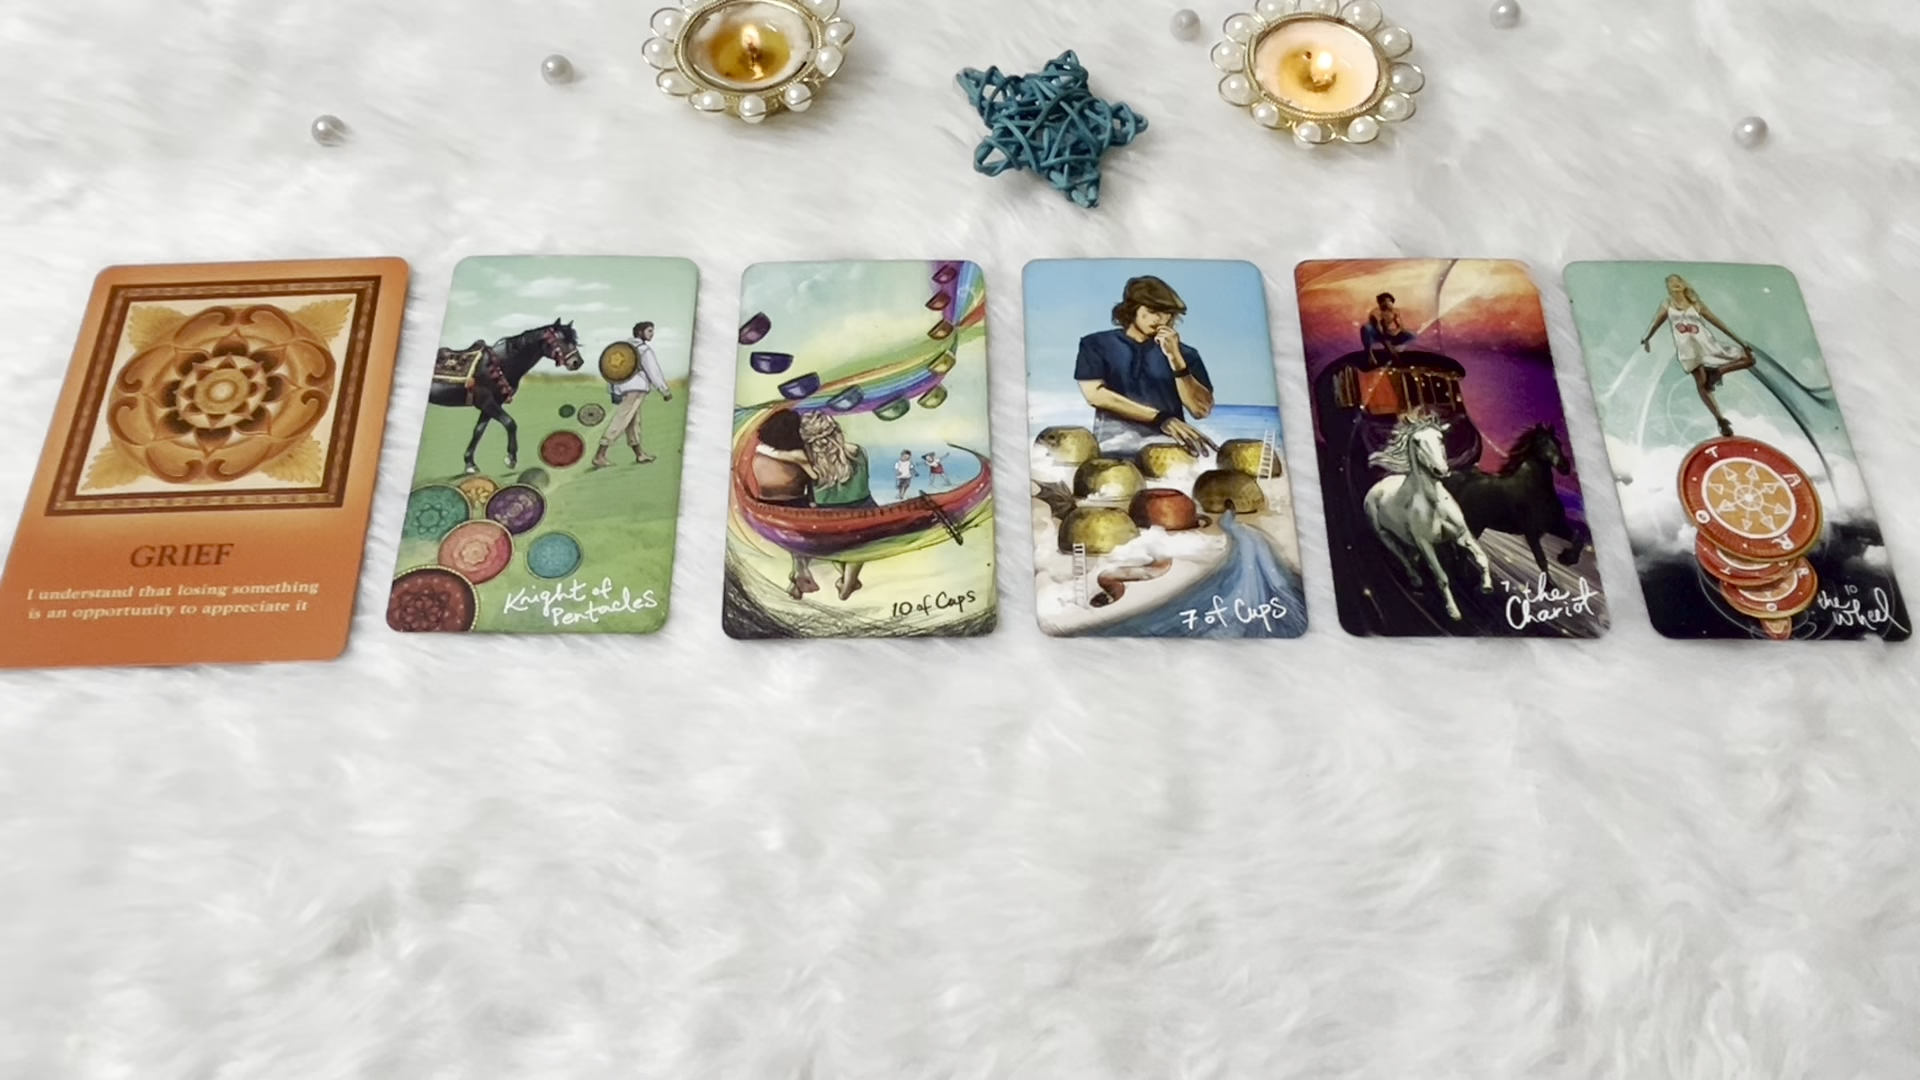 GRIEF
I understand that losing something
is an opportunity to appreciate it
Knight of
Pentacles
10 of Cups
7 of Cups
7. the
Chariot
10
the Wheel
T
A
R
O